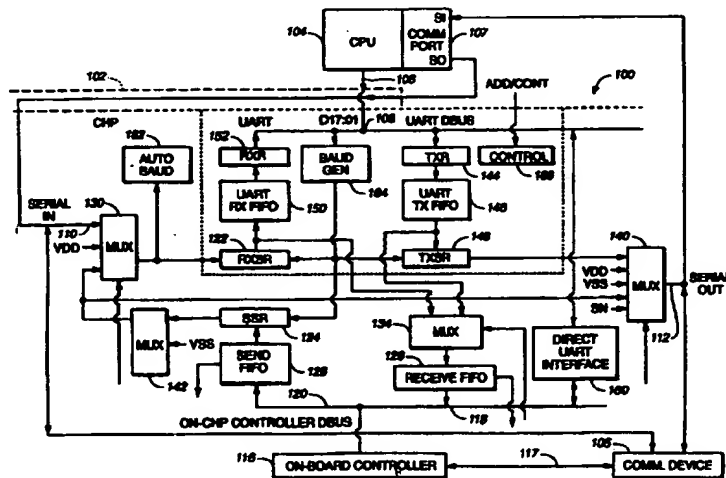 SI
104
CPU
COMM
PORT
107
SO
102
106
ADD/CONT
100
CHIP
UART
D[7:0]
108
UART DBUS
152
RXR
BAUD
GEN
TXR
144
CONTROL
AUTO
BAUD
164
SERIAL
IN
130
UART
RX FIFO
150
UART
TX FIFO
146
110
MUX
VDD
122
RXSR
TXSR
148
140
VDD
VSS
SIN
MUX
SERIAL
OUT
112
SSR
124
MUX
VSS
142
SEND
FIFO
128
134
MUX
126
RECEIVE FIFO
DIRECT
UART
INTERFACE
160
120
118
ON-CHIP CONTROLLER DBUS
105
116
ON-BOARD CONTROLLER
117
COMM. DEVICE